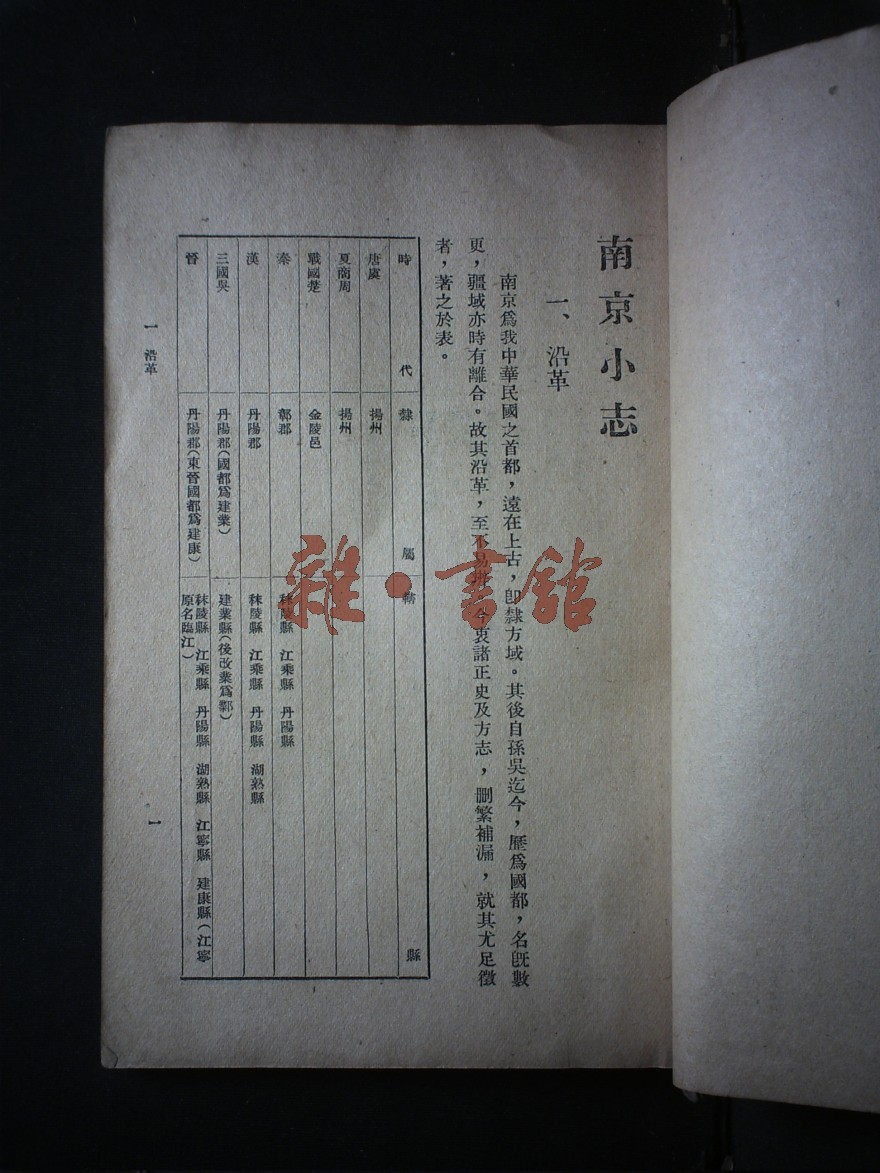 南京小志
一、沿革
南京爲我中華民國之首都，遠在上古，卽隸方域。其後自孫吳迄今，歷爲國都，名旣數
更，疆域亦時有離合。故其沿革，至不易 今裒諸正史及方志，删繁補漏，就其尤足徵
者，著之於表。
時代 隸屬 轄縣
唐虞 揚州
夏商周 揚州
戰國楚 金陵邑
秦 鄣郡 秣陵縣 江乘縣 丹陽縣
漢 丹陽郡 秣陵縣 江乘縣 丹陽縣 湖熟縣
三國吳 丹陽郡(國都爲建業) 建業縣(後改業爲鄴)
晉 丹陽郡(東晉國都爲建康) 秣陵縣 江乘縣 丹陽縣 湖熟縣 江寧縣 建康縣(江寧
原名臨江)
一 沿革
一
雜·書館